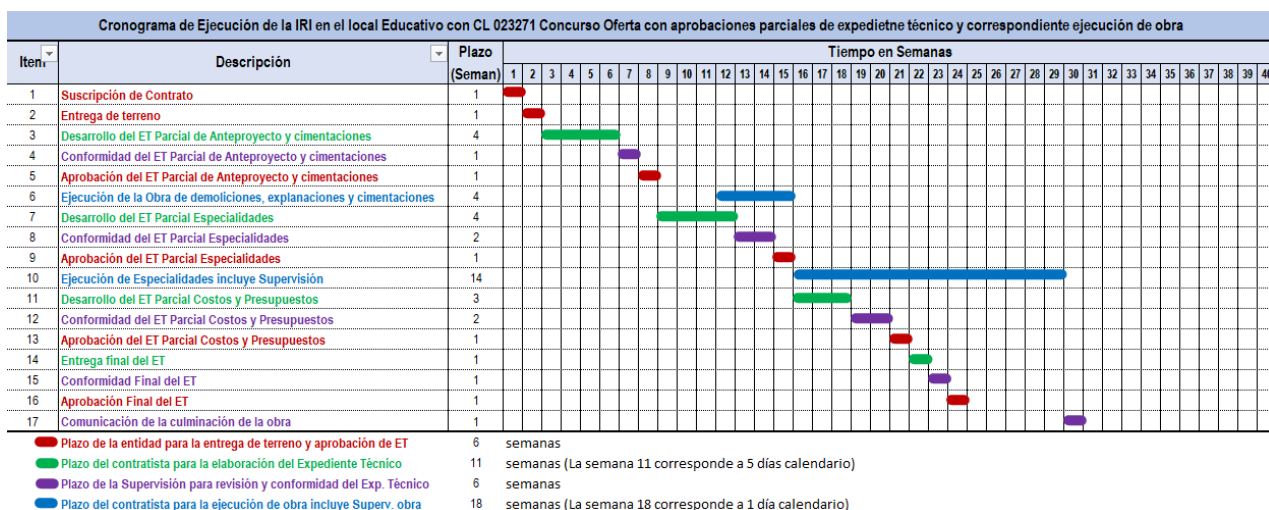 Cronograma de Ejecución de la IRI en el local Educativo con CL 023271 Concurso Oferta con aprobaciones parciales de expedietne técnico y correspondiente ejecución de obra
Item Descripción Plazo (Seman) Tiempo en Semanas
1 2 3 4 5 6 7 8 9 10 11 12 13 14 15 16 17 18 19 20 21 22 23 24 25 26 27 28 29 30 31 32 33 34 35 36 37 38 39 40
1 Suscripción de Contrato 1
2 Entrega de terreno 1
3 Desarrollo del ET Parcial de Anteproyecto y cimentaciones 4
4 Conformidad del ET Parcial de Anteproyecto y cimentaciones 1
5 Aprobación del ET Parcial de Anteproyecto y cimentaciones 1
6 Ejecución de la Obra de demoliciones, explanaciones y cimentaciones 4
7 Desarrollo del ET Parcial Especialidades 4
8 Conformidad del ET Parcial Especialidades 2
9 Aprobación del ET Parcial Especialidades 1
10 Ejecución de Especialidades incluye Supervisión 14
11 Desarrollo del ET Parcial Costos y Presupuestos 3
12 Conformidad del ET Parcial Costos y Presupuestos 2
13 Aprobación del ET Parcial Costos y Presupuestos 1
14 Entrega final del ET 1
15 Conformidad Final del ET 1
16 Aprobación Final del ET 1
17 Comunicación de la culminación de la obra 1
Plazo de la entidad para la entrega de terreno y aprobación de ET 6 semanas
Plazo del contratista para la elaboración del Expediente Técnico 11 semanas (La semana 11 corresponde a 5 días calendario)
Plazo de la Supervisión para revisión y conformidad del Exp. Técnico 6 semanas
Plazo del contratista para la ejecución de obra incluye Superv. obra 18 semanas (La semana 18 corresponde a 1 día calendario)